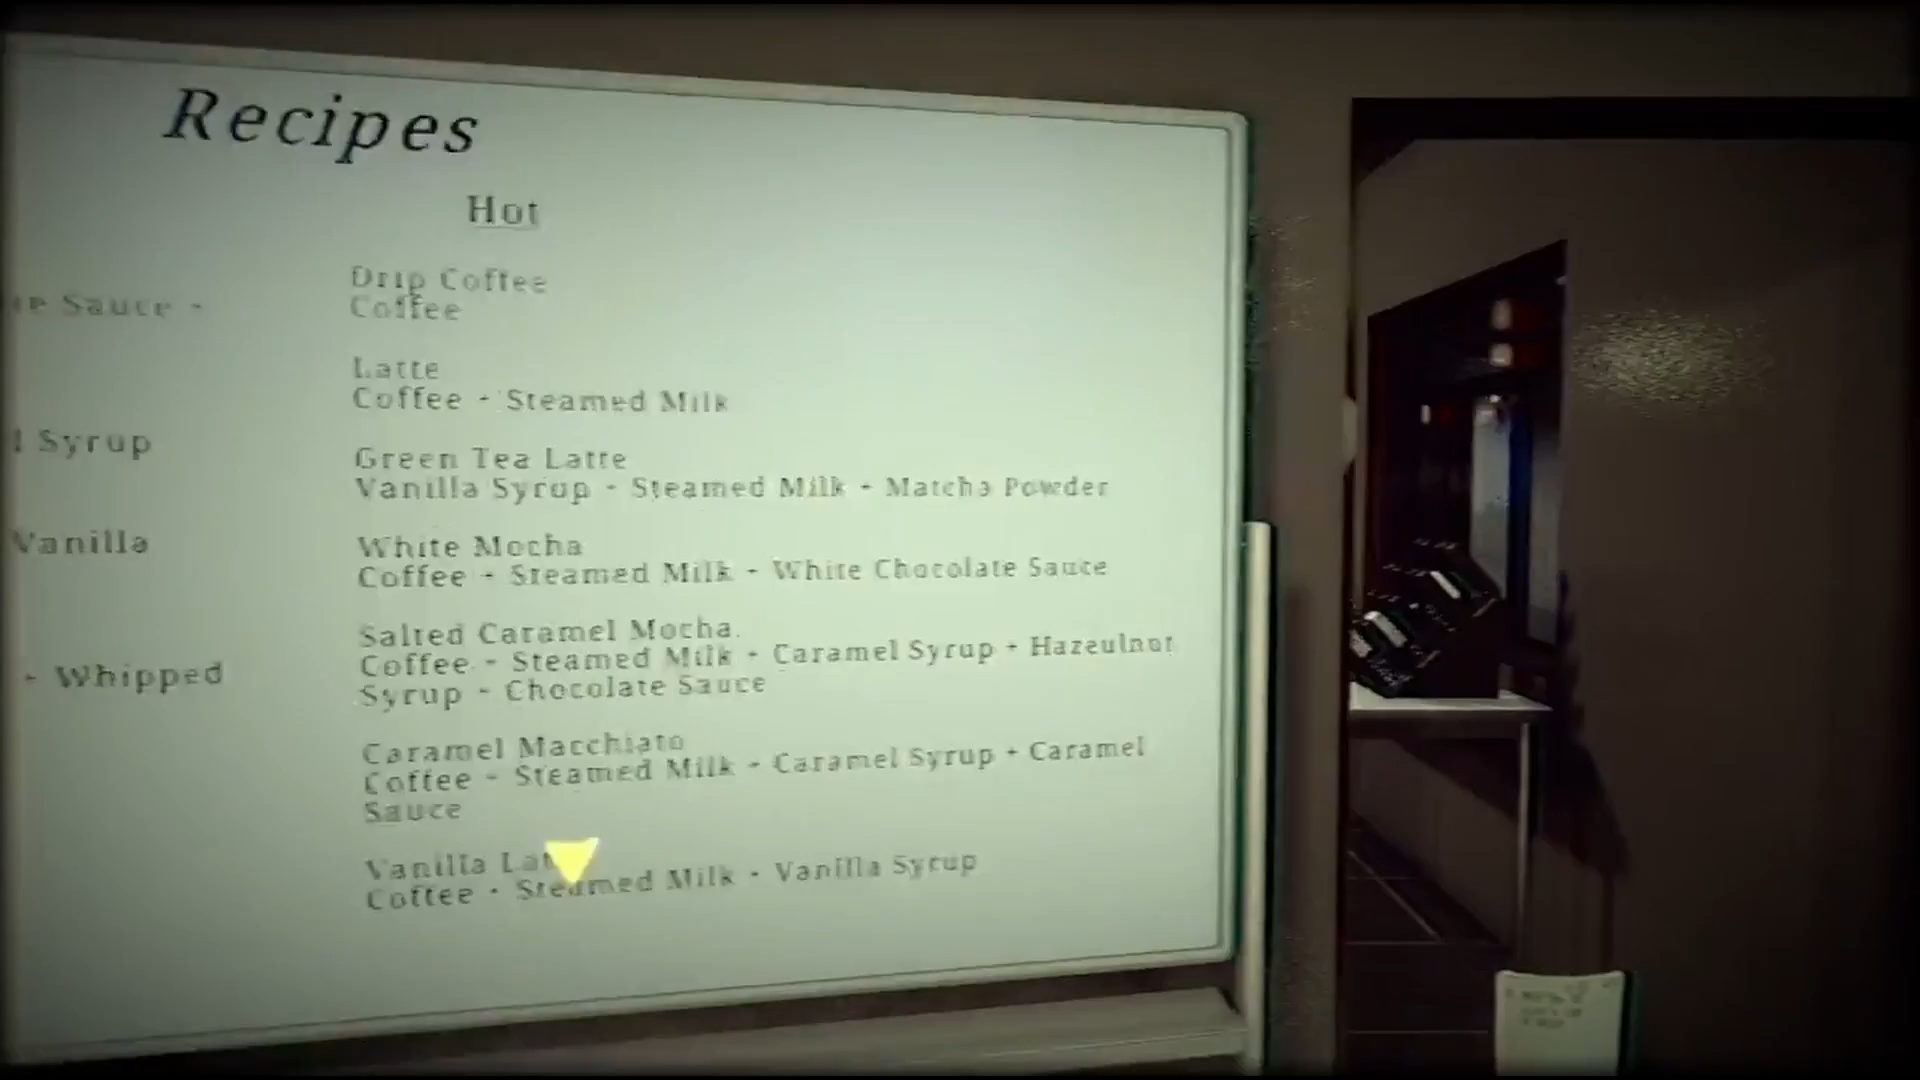 Recipes
Hot
Sauce -
Syrup
Vanilla
- Whipped
Drip Coffee
Coffee
Latte
Coffee - Steamed Milk
Green Tea Latte
Vanilla Syrup - Steamed Milk - Matcha Powder
White Mocha
Coffee - Steamed Milk - White Chocolate Sauce
Salted Caramel Mocha
Coffee - Steamed Milk - Caramel Syrup - Hazeulnot
Syrup - Chocolate Sauce
Caramel Macchiato
Coffee - Steamed Milk - Caramel Syrup - Caramel
Sauce
Vanilla
Coffee - Steamed Milk - Vanilla Syrup